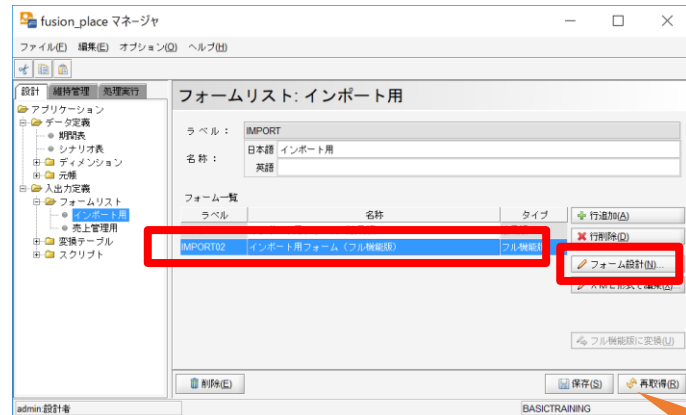 fusion_place マネージャ
ファイル(F) 編集(E) オプション(O) ヘルプ(H)
設計 維持管理 処理実行
アプリケーション
データ定義
期間表
シナリオ表
ディメンション
元帳
入出力定義
フォームリスト
インポート用
売上管理用
変換テーブル
スクリプト
フォームリスト: インポート用
ラベル： IMPORT
名称： 日本語 インポート用
英語
フォーム一覧
ラベル 名称 タイプ
IMPORT02 インポート用フォーム（フル機能版） フル機能版
行追加(A)
行削除(D)
フォーム設計(N)...
フル機能版に変換(U)
削除(E) 保存(S) 再取得(R)
admin:設計者 BASICTRAINING